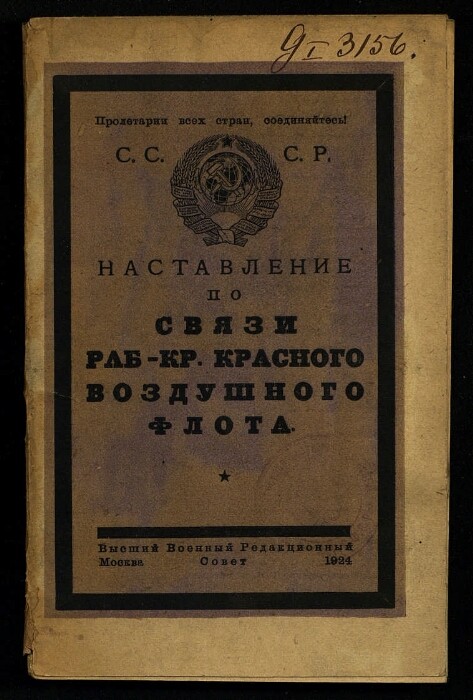 Д I 3156.
Пролетарии всех стран, соединяйтесь!
С. С. С. Р.
НАСТАВЛЕНИЕ
ПО
СВЯЗИ
РАБ-КР. КРАСНОГО
ВОЗДУШНОГО
ФЛОТА.
Высший Военный Редакционный
Москва Совет 1924